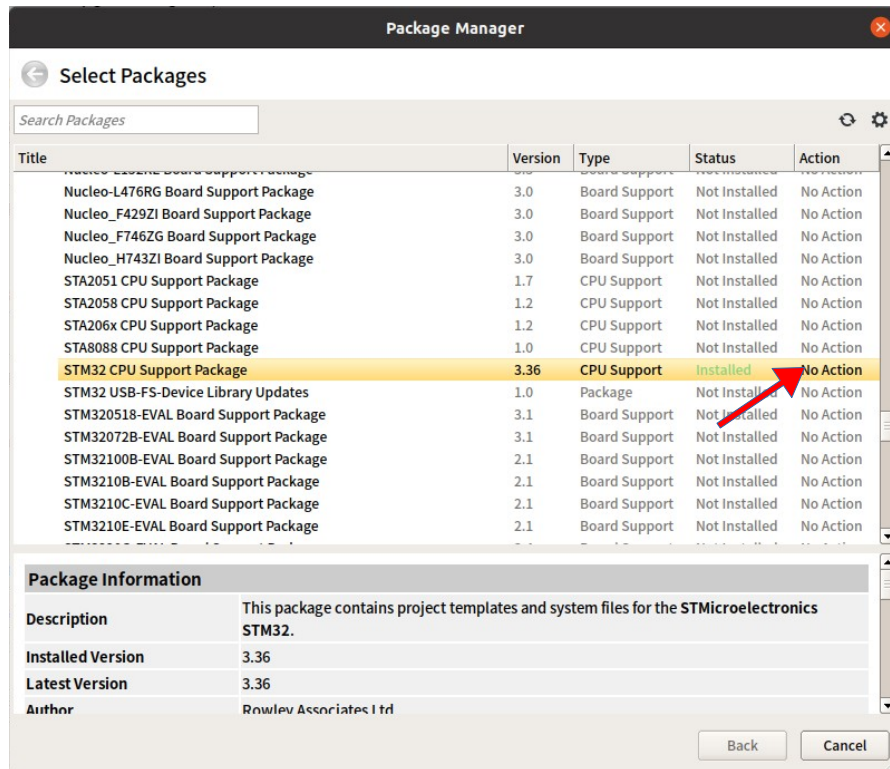 Package Manager
Select Packages
Search Packages
Title Version Type Status Action
Nucleo-L476RG Board Support Package 3.0 Board Support Not Installed No Action
Nucleo_F429ZI Board Support Package 3.0 Board Support Not Installed No Action
Nucleo_F746ZG Board Support Package 3.0 Board Support Not Installed No Action
Nucleo_H743ZI Board Support Package 3.0 Board Support Not Installed No Action
STA2051 CPU Support Package 1.7 CPU Support Not Installed No Action
STA2058 CPU Support Package 1.2 CPU Support Not Installed No Action
STA206x CPU Support Package 1.2 CPU Support Not Installed No Action
STA8088 CPU Support Package 1.0 CPU Support Not Installed No Action
STM32 CPU Support Package 3.36 CPU Support Installed No Action
STM32 USB-FS-Device Library Updates 1.0 Package Not Installed No Action
STM320518-EVAL Board Support Package 3.1 Board Support Not Installed No Action
STM32072B-EVAL Board Support Package 3.1 Board Support Not Installed No Action
STM32100B-EVAL Board Support Package 2.1 Board Support Not Installed No Action
STM3210B-EVAL Board Support Package 2.1 Board Support Not Installed No Action
STM3210C-EVAL Board Support Package 2.1 Board Support Not Installed No Action
STM3210E-EVAL Board Support Package 2.1 Board Support Not Installed No Action
Package Information
Description This package contains project templates and system files for the STMicroelectronics
STM32.
Installed Version 3.36
Latest Version 3.36
Author Rowley Associates Ltd
Back Cancel